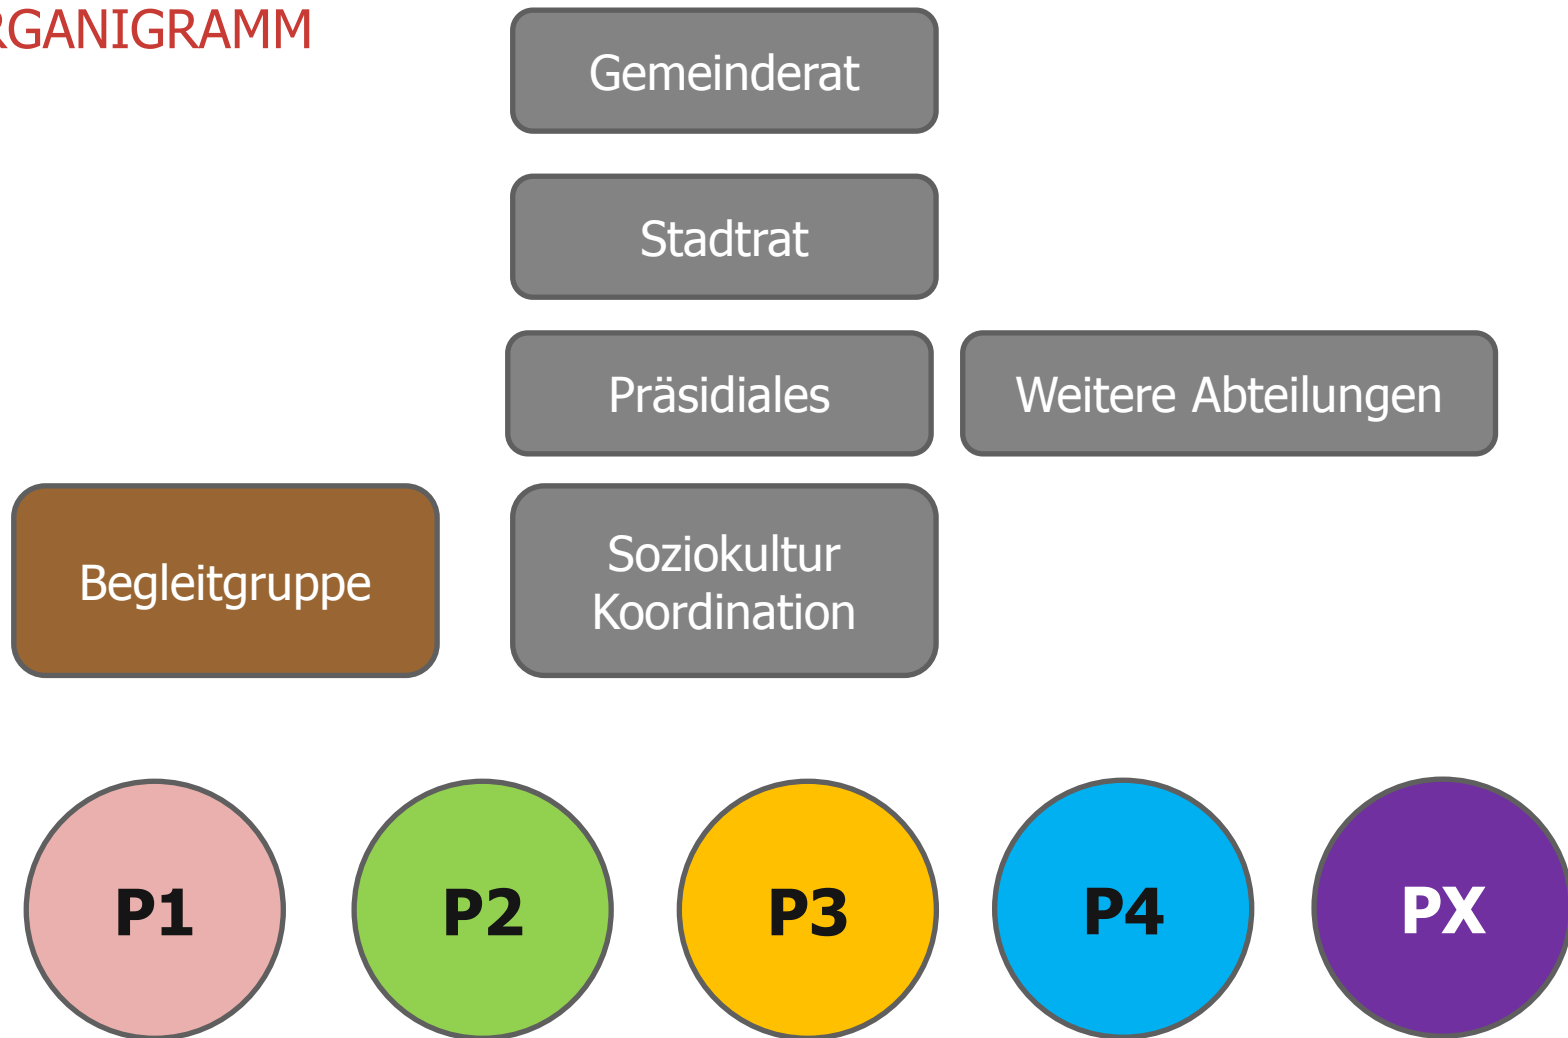 RGANIGRAMM
Gemeinderat
Stadtrat
Präsidiales
Weitere Abteilungen
Begleitgruppe
Soziokultur
Koordination
P1
P2
P3
P4
PX